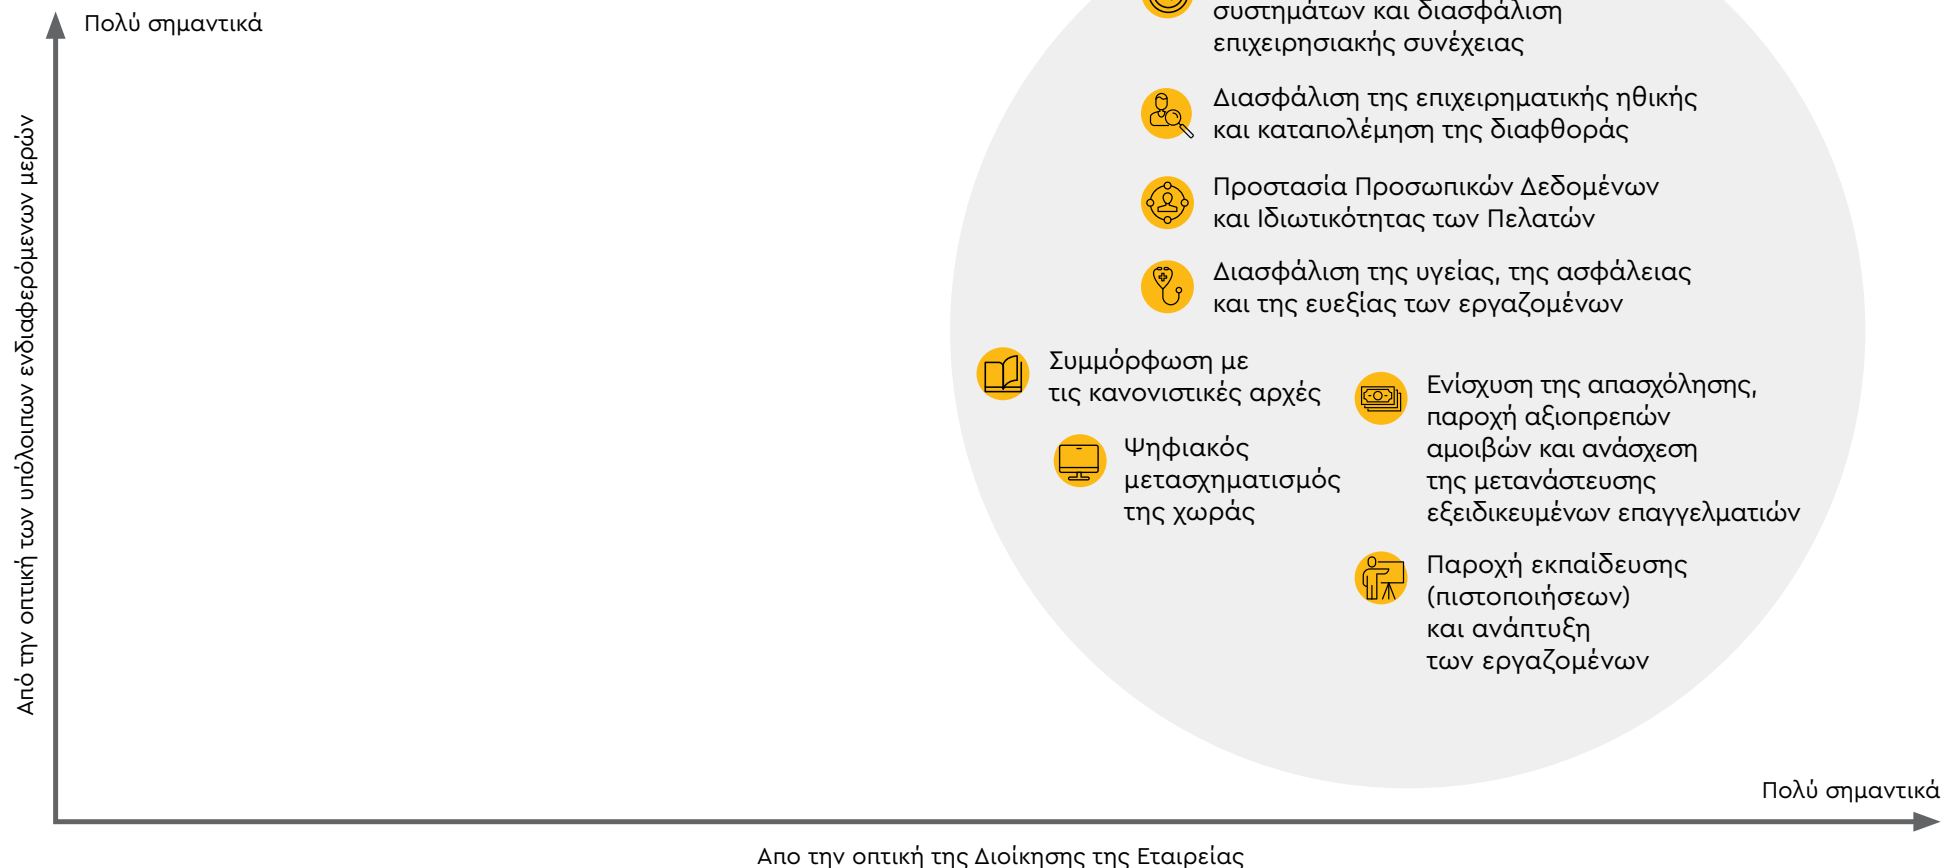 Πολύ σημαντικά
συστημάτων και διασφάλιση
επιχειρησιακής συνέχειας
Διασφάλιση της επιχειρηματικής ηθικής
και καταπολέμηση της διαφθοράς
Προστασία Προσωπικών Δεδομένων
και Ιδιωτικότητας των Πελατών
Διασφάλιση της υγείας, της ασφάλειας
και της ευεξίας των εργαζομένων
Συμμόρφωση με
τις κανονιστικές αρχές
Ενίσχυση της απασχόλησης,
παροχή αξιοπρεπών
αμοιβών και ανάσχεση
της μετανάστευσης
εξειδικευμένων επαγγελματιών
Ψηφιακός
μετασχηματισμός
της χωράς
Παροχή εκπαίδευσης
(πιστοποιήσεων)
και ανάπτυξη
των εργαζομένων
Από την οπτική των υπόλοιπων ενδιαφερόμενων μερών
Πολύ σημαντικά
Απο την οπτική της Διοίκησης της Εταιρείας